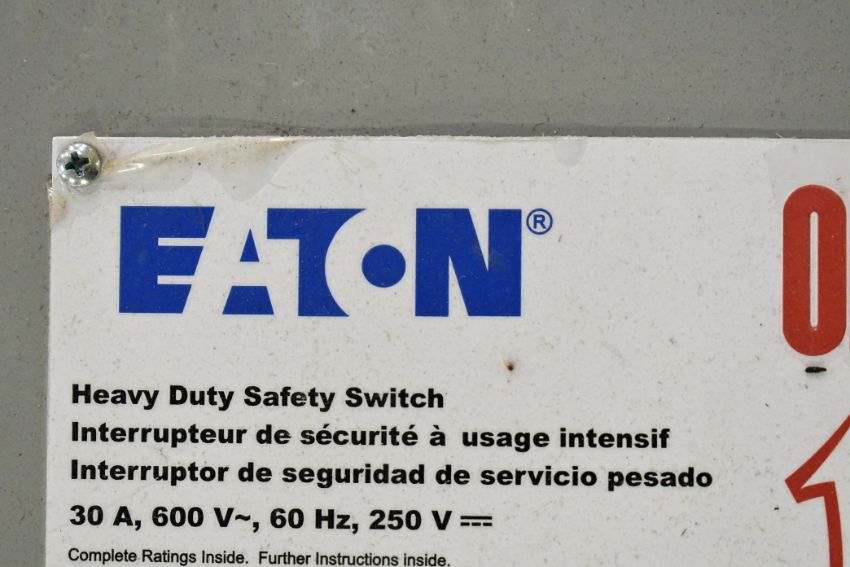 EATON®
Heavy Duty Safety Switch
Interrupteur de sécurité à usage intensif
Interruptor de seguridad de servicio pesado
30 A, 600 V~, 60 Hz, 250 V ⎓
Complete Ratings Inside. Further Instructions inside.